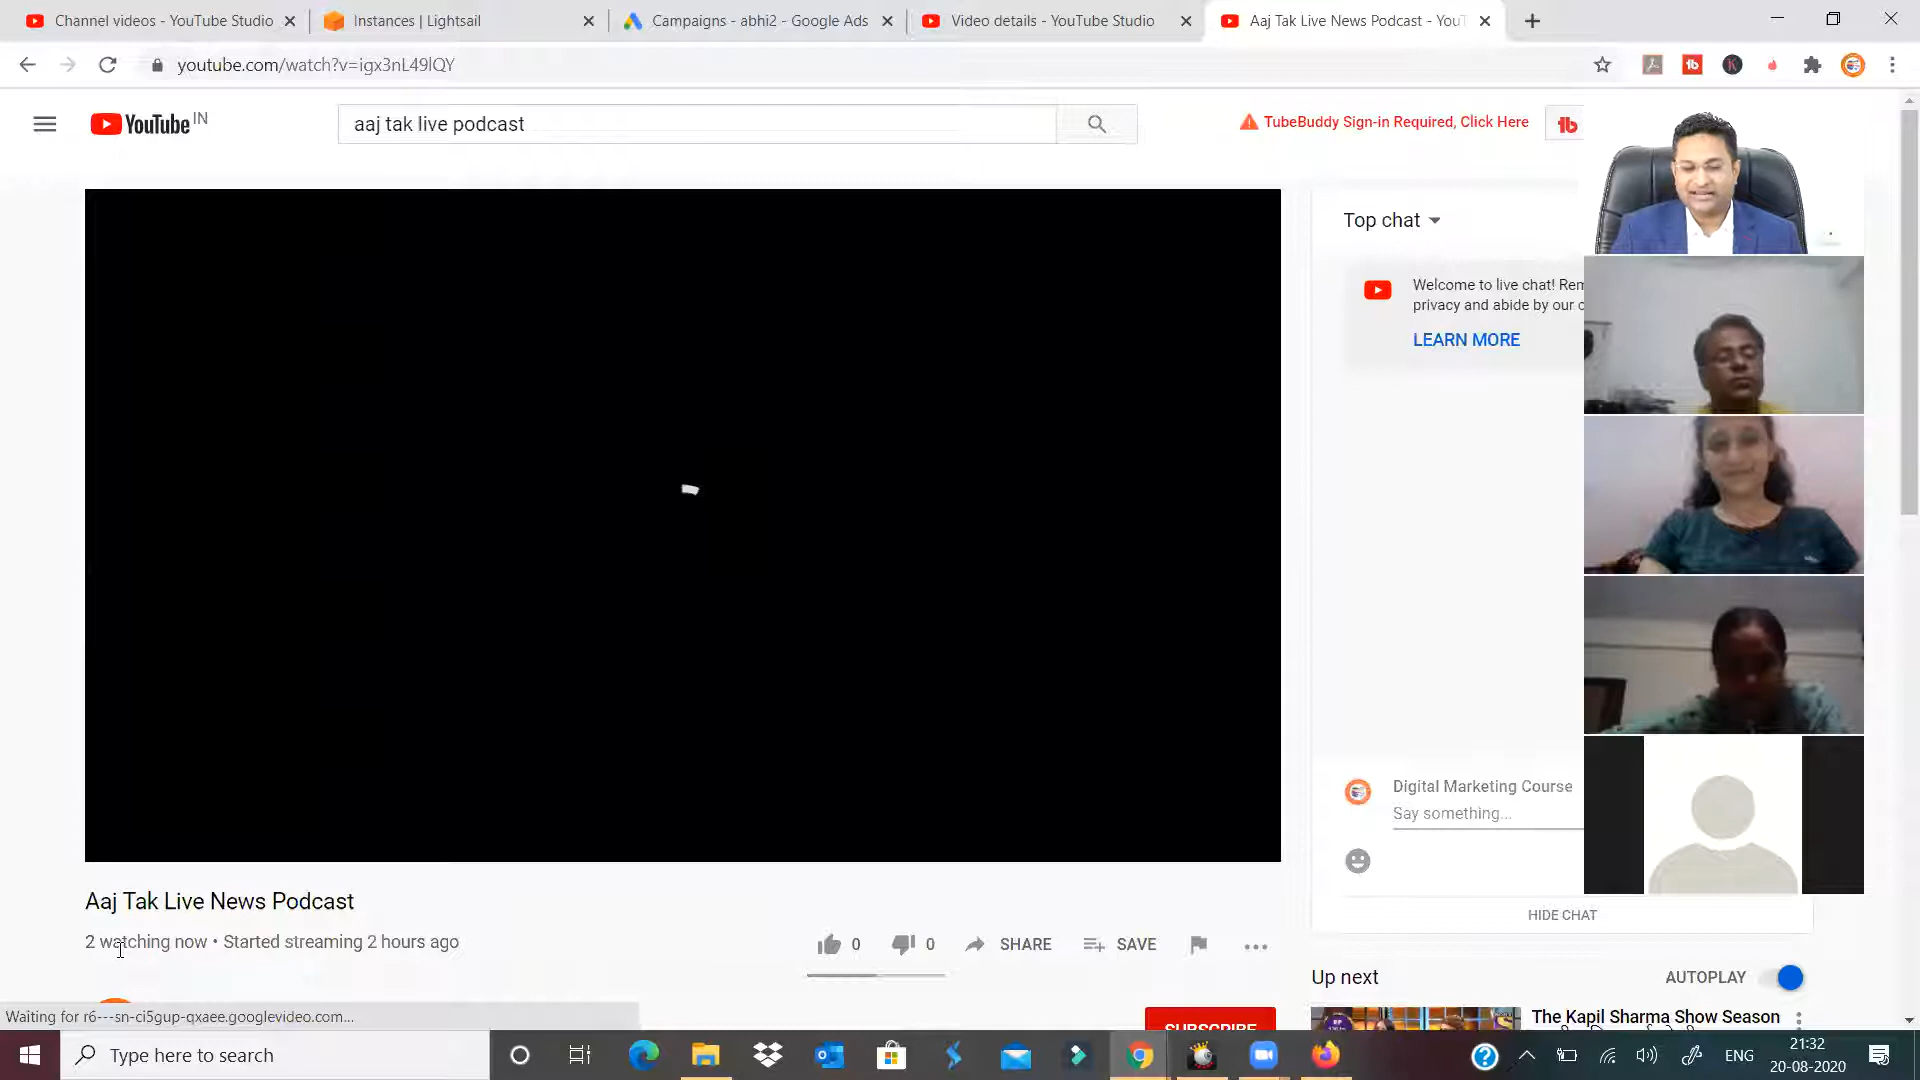 Channel videos - YouTube Studio
Instances | Lightsail
Campaigns - abhi2 - Google Ads
Video details - YouTube Studio
Aaj Tak Live News Podcast - YouT
youtube.com/watch?v=igx3nL49lQY
YouTube IN
aaj tak live podcast
TubeBuddy Sign-in Required, Click Here
Top chat
Welcome to live chat! Rem
privacy and abide by our c
LEARN MORE
Digital Marketing Course
Say something...
HIDE CHAT
Aaj Tak Live News Podcast
2 watching now • Started streaming 2 hours ago
0
0
SHARE
SAVE
Up next
AUTOPLAY
The Kapil Sharma Show Season
SUBSCRIBE
Waiting for r6---sn-ci5gup-qxaee.googlevideo.com...
Type here to search
ENG
21:32
20-08-2020